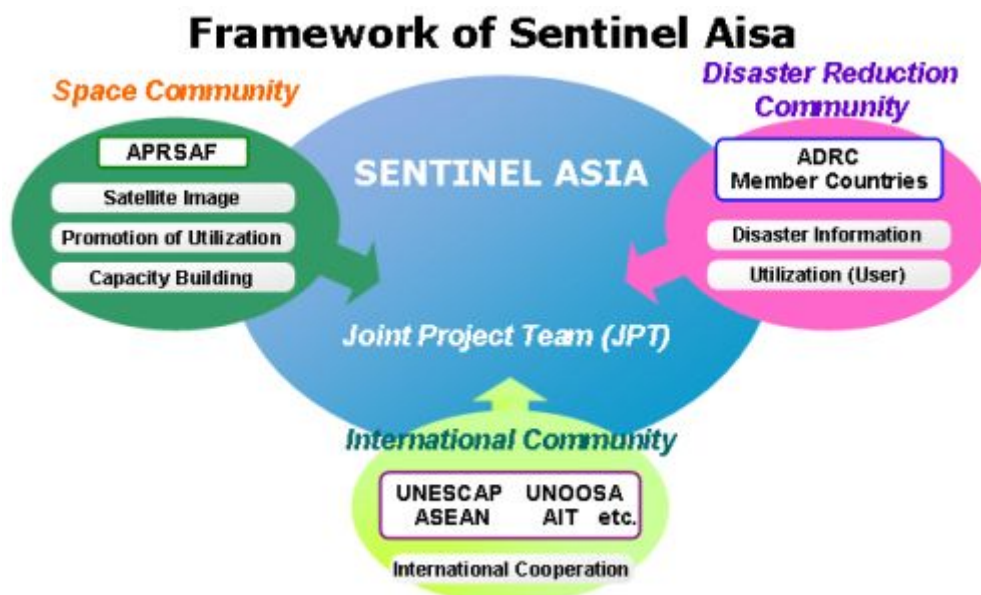 Framework of Sentinel Aisa
Space Community
APRSAF
Satellite Image
Promotion of Utilization
Capacity Building
SENTINEL ASIA
Joint Project Team (JPT)
Disaster Reduction
Community
ADRC
Member Countries
Disaster Information
Utilization (User)
International Community
UNESCAP UNOOSA
ASEAN AIT etc.
International Cooperation